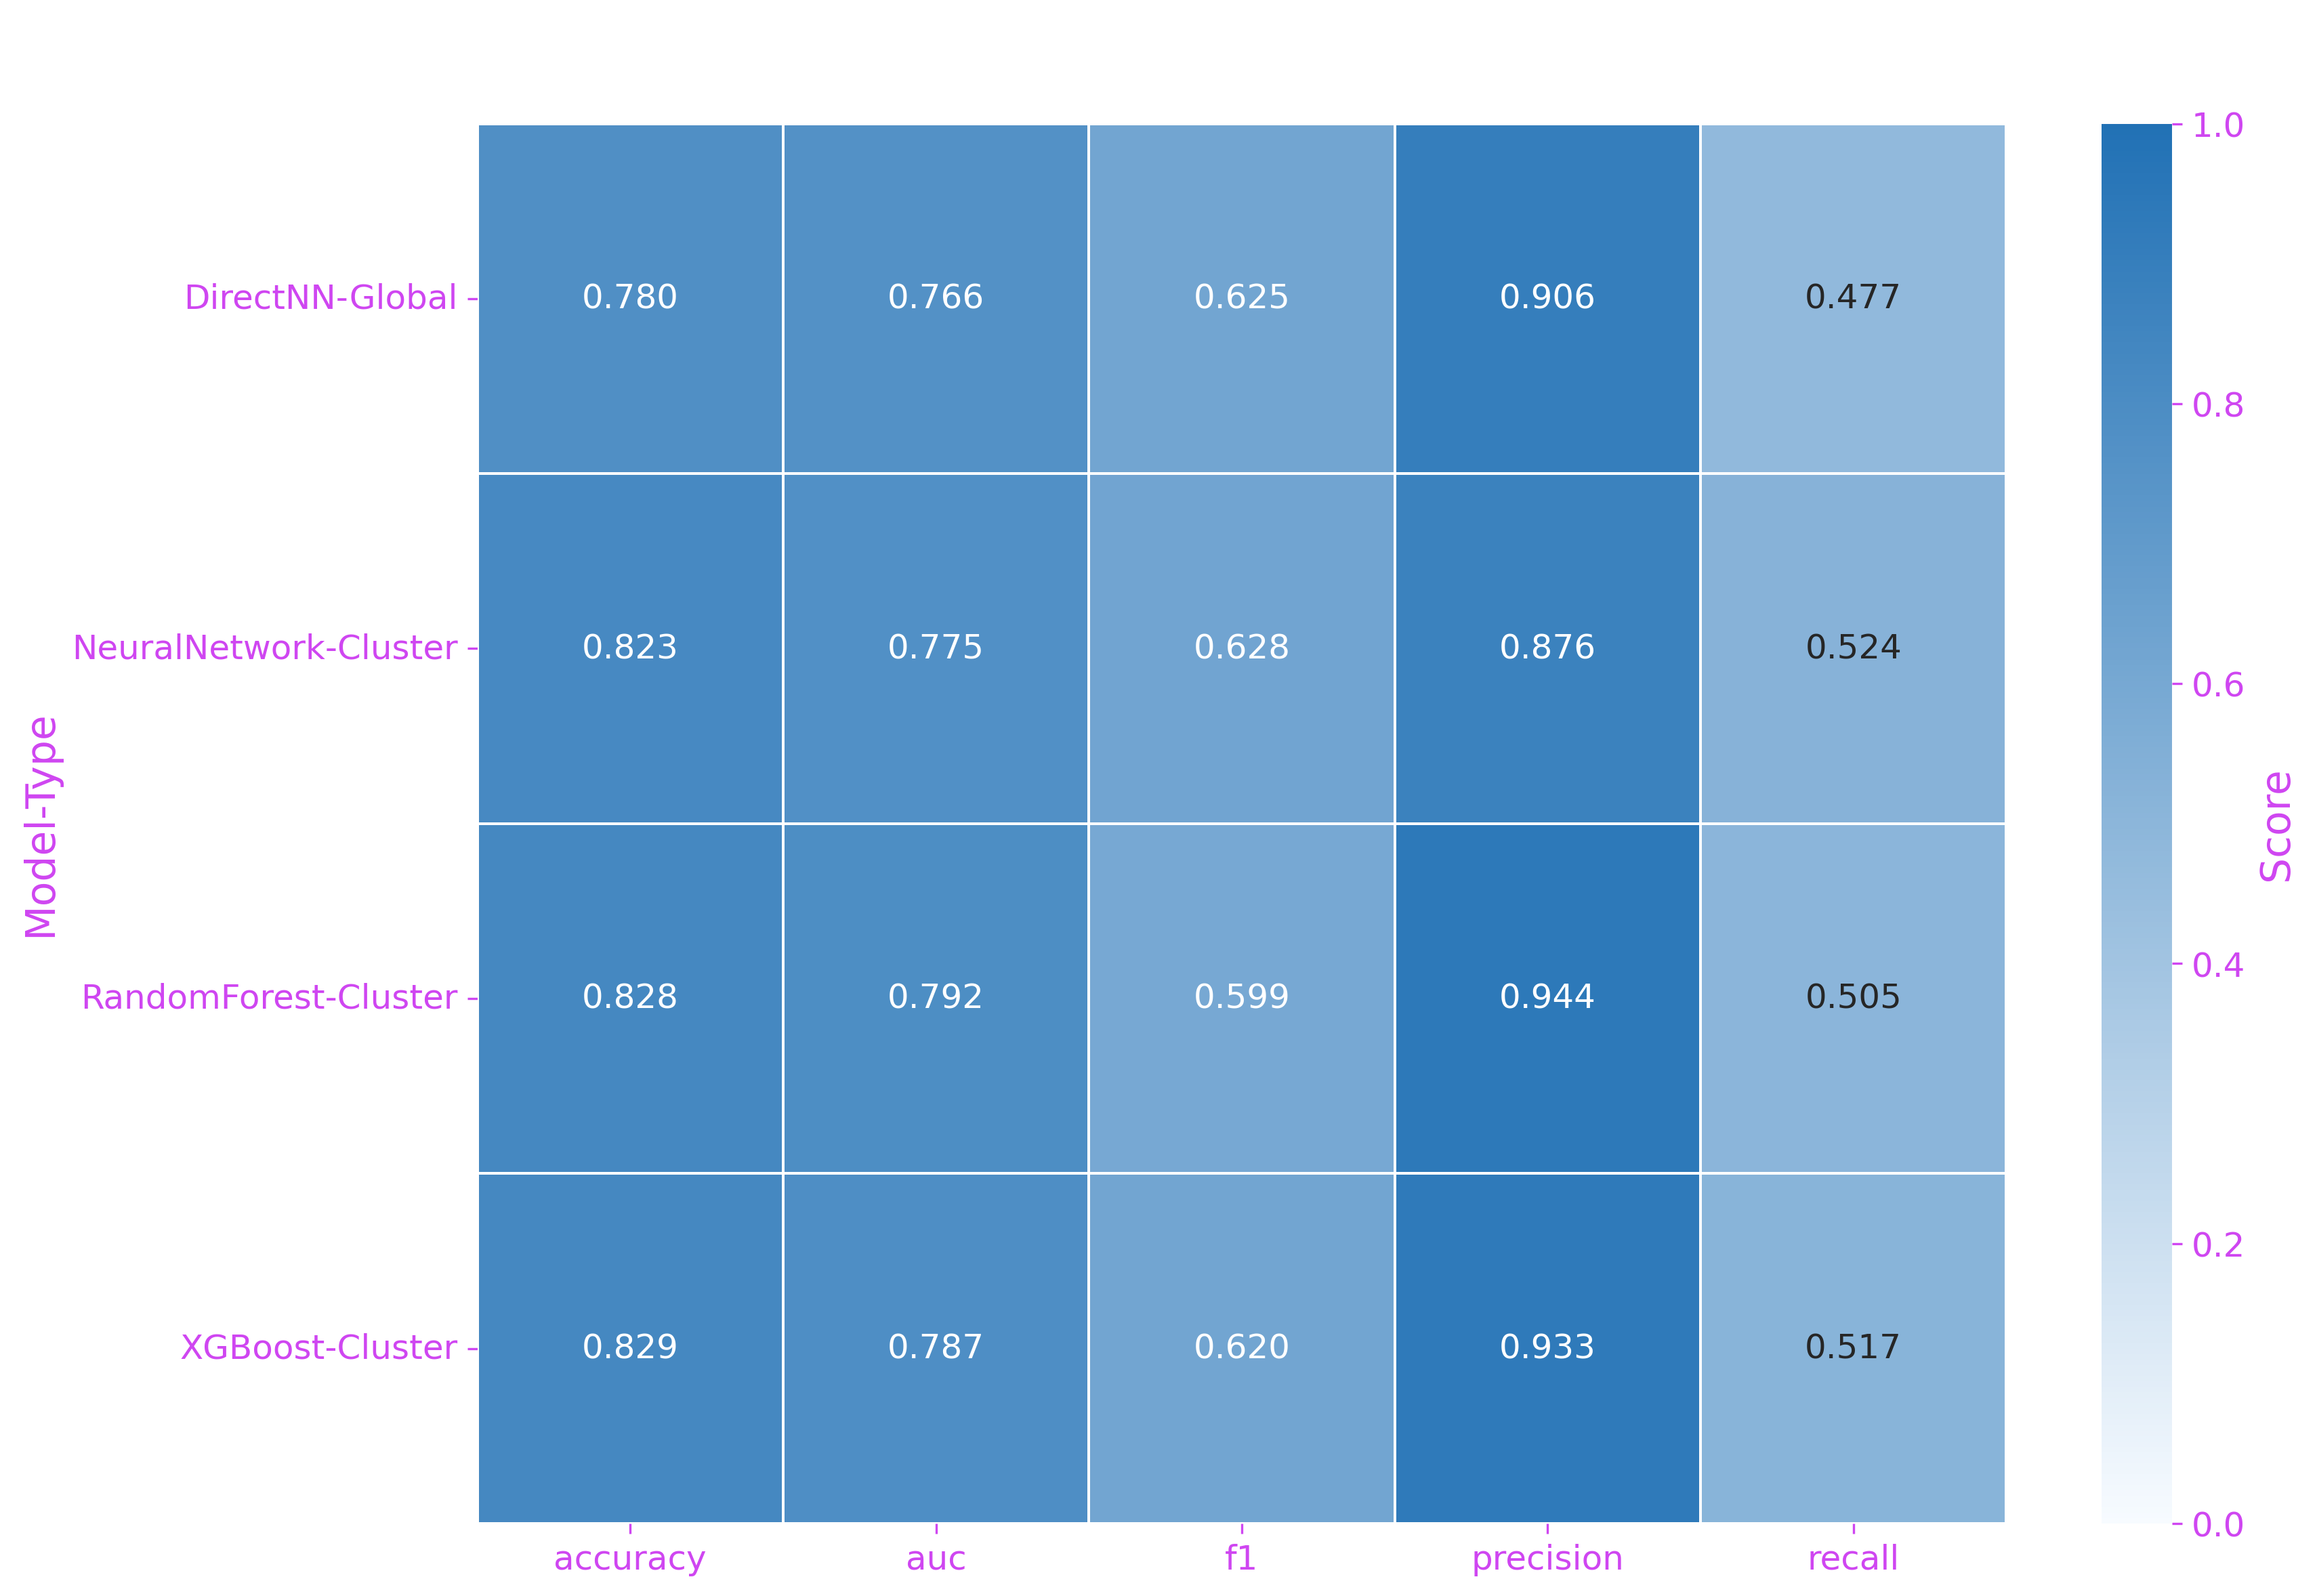 DirectNN-Global 0.780 0.766 0.625 0.906 0.477
NeuralNetwork-Cluster 0.823 0.775 0.628 0.876 0.524
RandomForest-Cluster 0.828 0.792 0.599 0.944 0.505
XGBoost-Cluster 0.829 0.787 0.620 0.933 0.517
accuracy auc f1 precision recall
Model-Type
1.0
0.8
0.6
0.4
0.2
0.0
Score